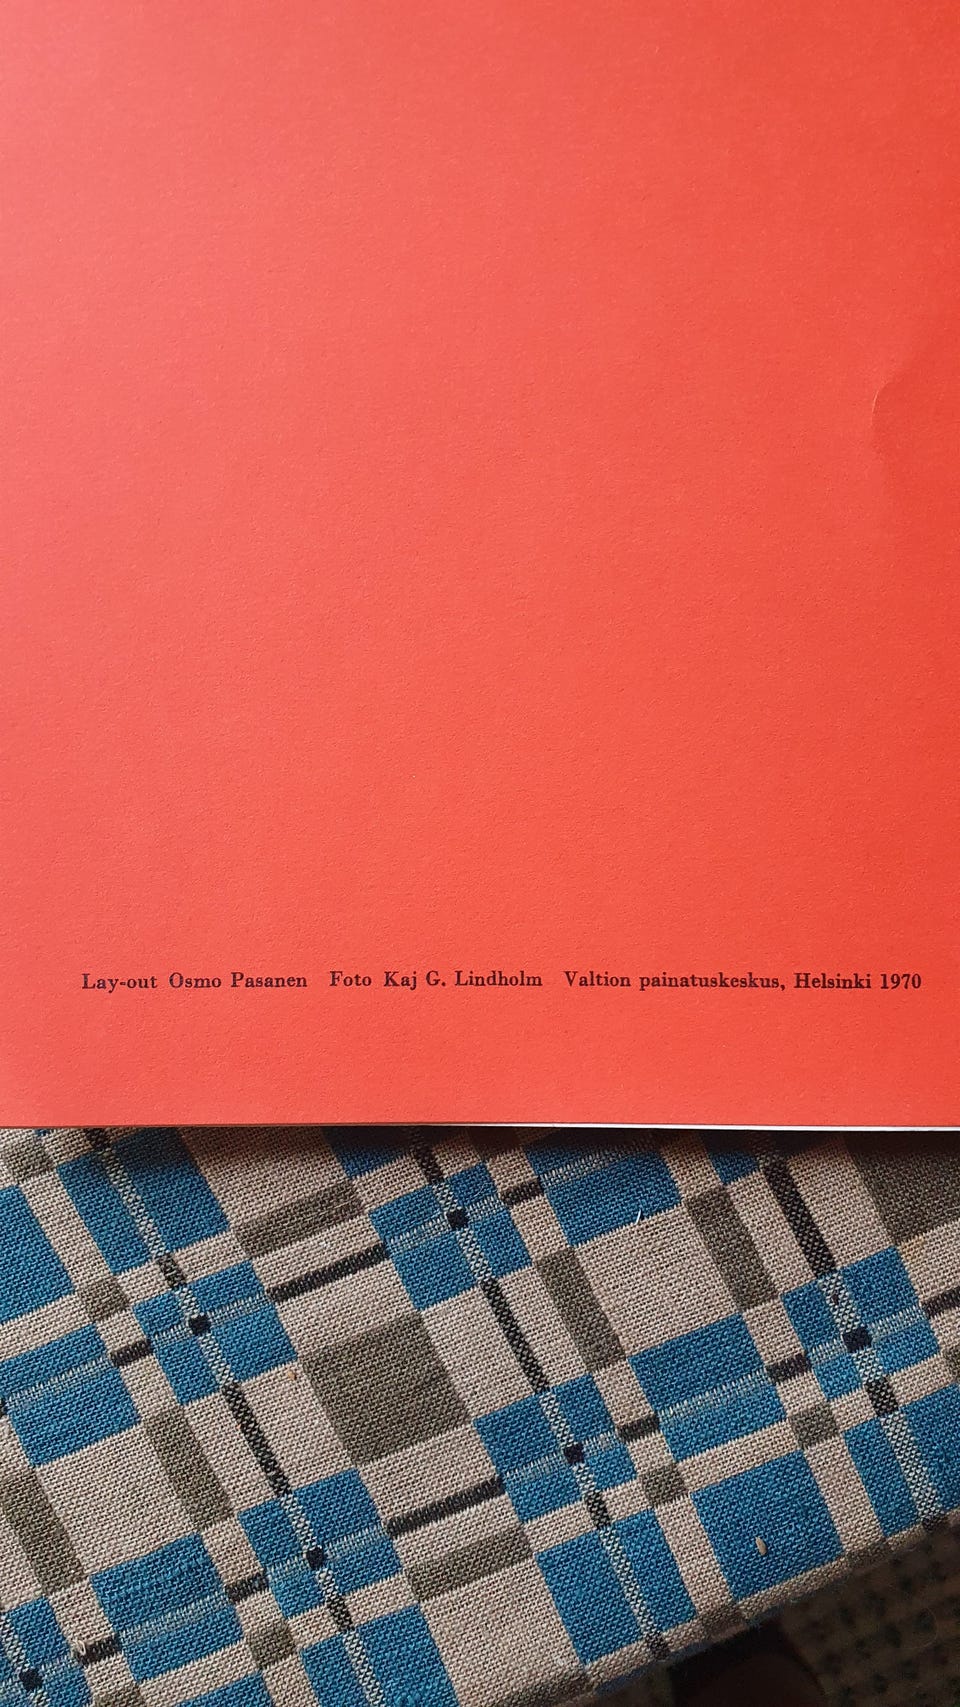 Lay-out Osmo Pasanen Foto Kaj G. Lindholm Valtion painatuskeskus, Helsinki 1970